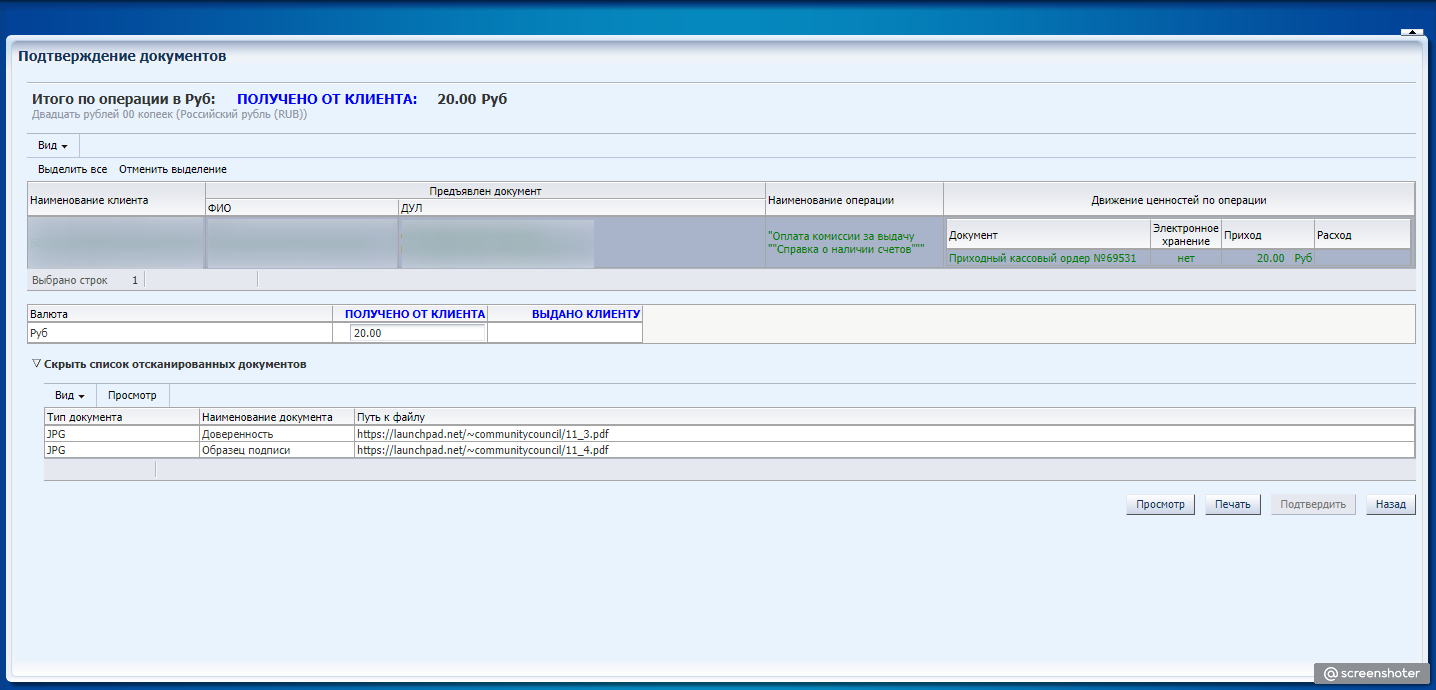 Подтверждение документов
Итого по операции в Руб: ПОЛУЧЕНО ОТ КЛИЕНТА: 20.00 Руб
Двадцать рублей 00 копеек (Российский рубль (RUB))
Вид
Выделить все Отменить выделение
Наименование клиента Предъявлен документ Наименование операции Движение ценностей по операции
ФИО ДУЛ
"Оплата комиссии за выдачу
""Справка о наличии счетов"""
Документ Электронное хранение Приход Расход
Приходный кассовый ордер №69531 нет 20.00 Руб
Выбрано строк 1
Валюта ПОЛУЧЕНО ОТ КЛИЕНТА ВЫДАНО КЛИЕНТУ
Руб 20.00
Скрыть список отсканированных документов
Вид Просмотр
Тип документа Наименование документа Путь к файлу
JPG Доверенность https://launchpad.net/~communitycouncil/11_3.pdf
JPG Образец подписи https://launchpad.net/~communitycouncil/11_4.pdf
Просмотр Печать Подтвердить Назад
@screenshoter